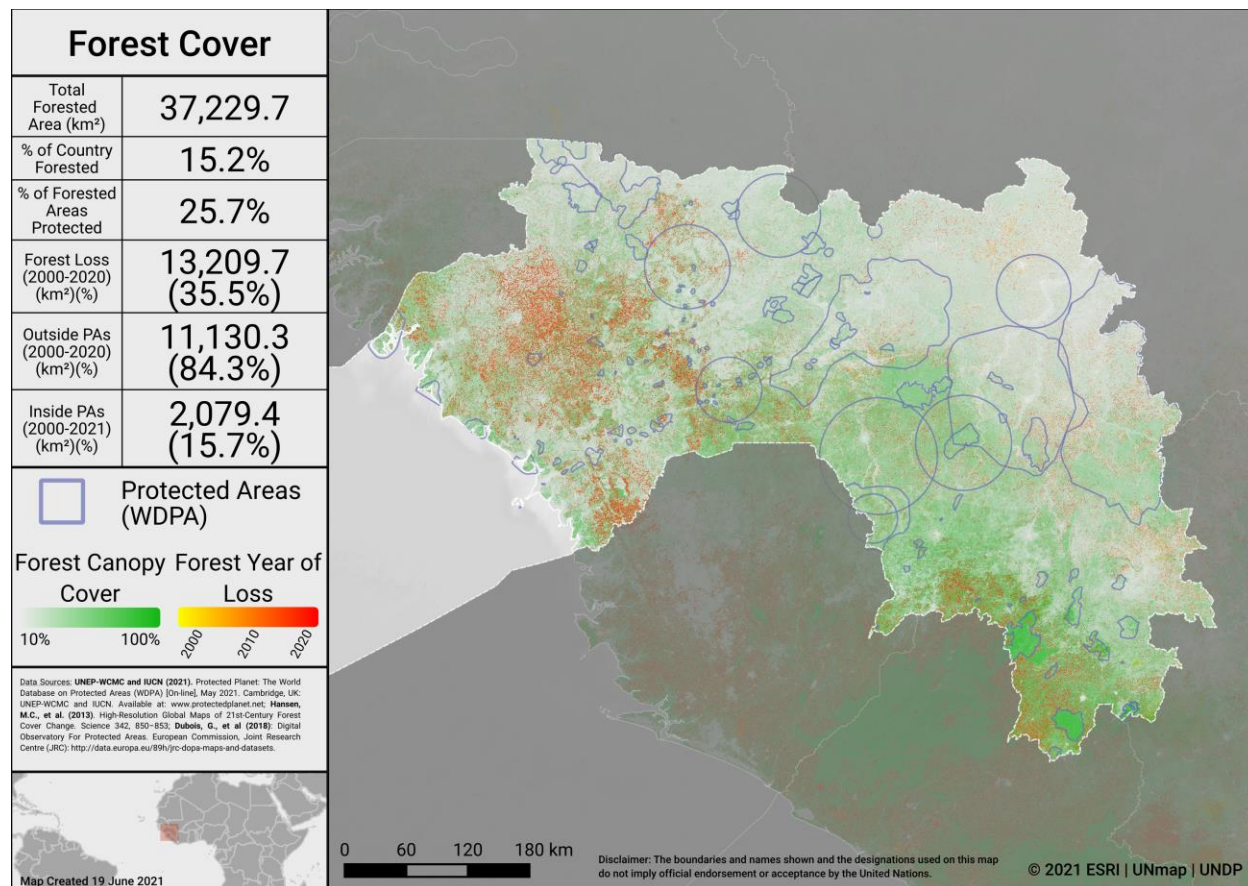 Forest Cover
Total
Forested
Area (km²)
37,229.7
% of Country
Forested
15.2%
% of Forested
Areas
Protected
25.7%
Forest Loss
(2000-2020)
(km²)(%)
13,209.7
(35.5%)
Outside PAs
(2000-2020)
(km²)(%)
11,130.3
(84.3%)
Inside PAs
(2000-2021)
(km²)(%)
2,079.4
(15.7%)
Protected Areas
(WDPA)
Forest Canopy
Cover
10%
100%
Forest Year of
Loss
2000
2010
2020
Data Sources: UNEP-WCMC and IUCN (2021). Protected Planet: The World
Database on Protected Areas (WDPA) [On-line], May 2021. Cambridge, UK:
UNEP-WCMC and IUCN. Available at: www.protectedplanet.net; Hansen,
M.C., et al. (2013). High-Resolution Global Maps of 21st-Century Forest
Cover Change. Science 342, 850–853; Dubois, G., et al (2018): Digital
Observatory For Protected Areas. European Commission, Joint Research
Centre (JRC): http://data.europa.eu/89h/jrc-dopa-maps-and-datasets.
Map Created 19 June 2021
0 60 120 180 km
Disclaimer: The boundaries and names shown and the designations used on this map
do not imply official endorsement or acceptance by the United Nations.
© 2021 ESRI | UNmap | UNDP